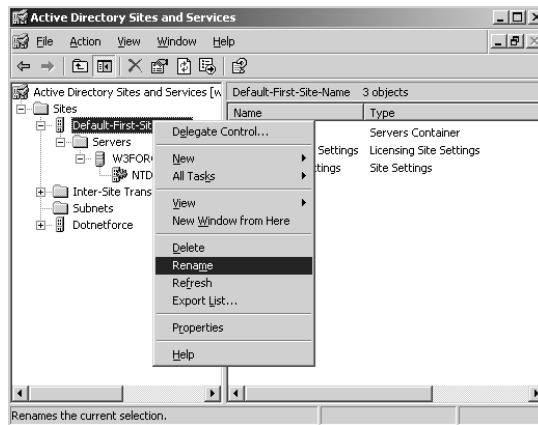 Active Directory Sites and Services
File Action View Window Help
Active Directory Sites and Services [w
Default-First-Site-Name 3 objects
Sites
Name Type
Default-First-Sit
Servers Container
Servers
Settings Licensing Site Settings
W3FOR
ttings Site Settings
NTD
Inter-Site Trans
Subnets
Dotnetforce
Delegate Control...
New
All Tasks
View
New Window from Here
Delete
Rename
Refresh
Export List...
Properties
Help
Renames the current selection.